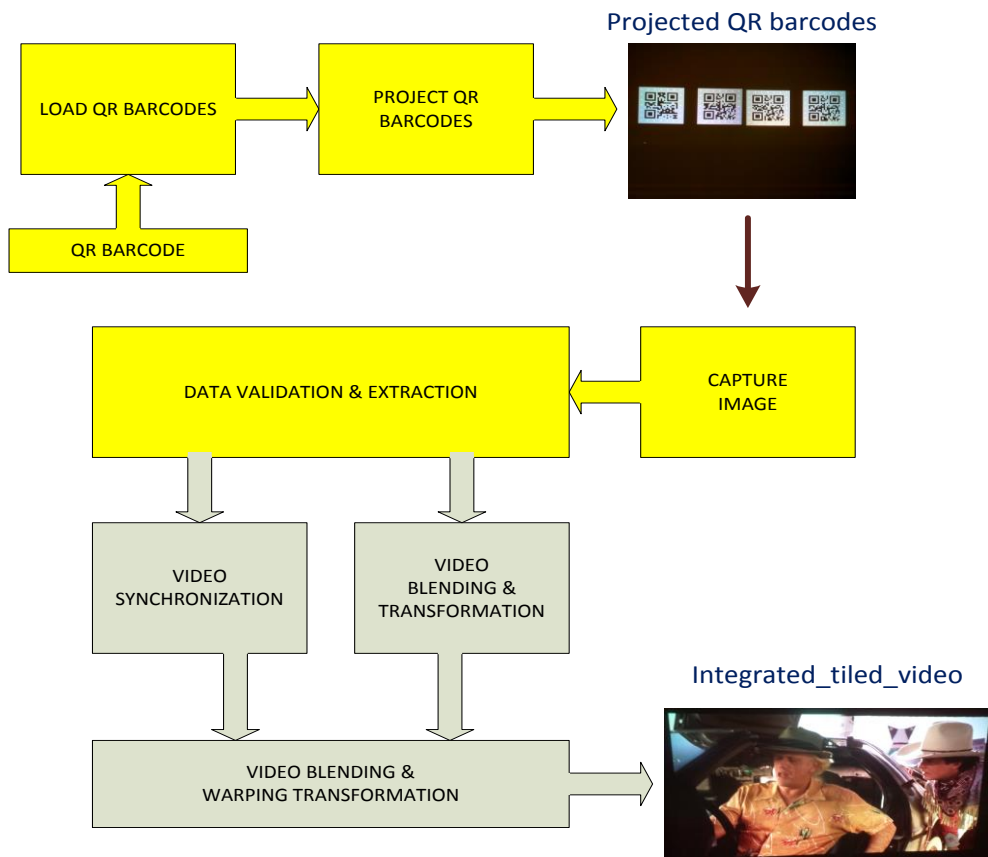 Projected QR barcodes
LOAD QR BARCODES
PROJECT QR
BARCODES
QR BARCODE
DATA VALIDATION & EXTRACTION
CAPTURE
IMAGE
VIDEO
SYNCHRONIZATION
VIDEO
BLENDING &
TRANSFORMATION
Integrated_tiled_video
VIDEO BLENDING &
WARPING TRANSFORMATION